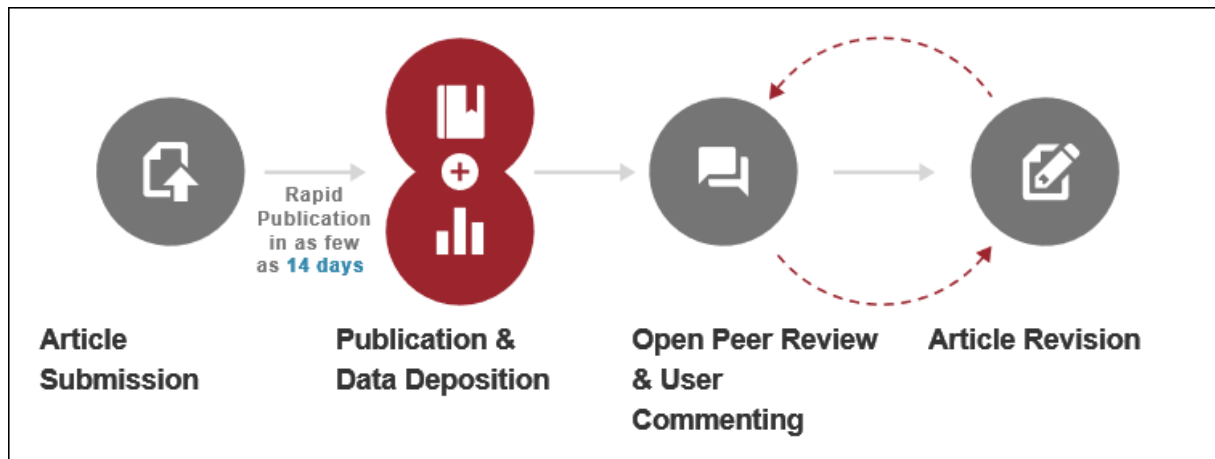 Rapid
Publication
in as few
as 14 days
Article
Submission
Publication &
Data Deposition
Open Peer Review
& User
Commenting
Article Revision